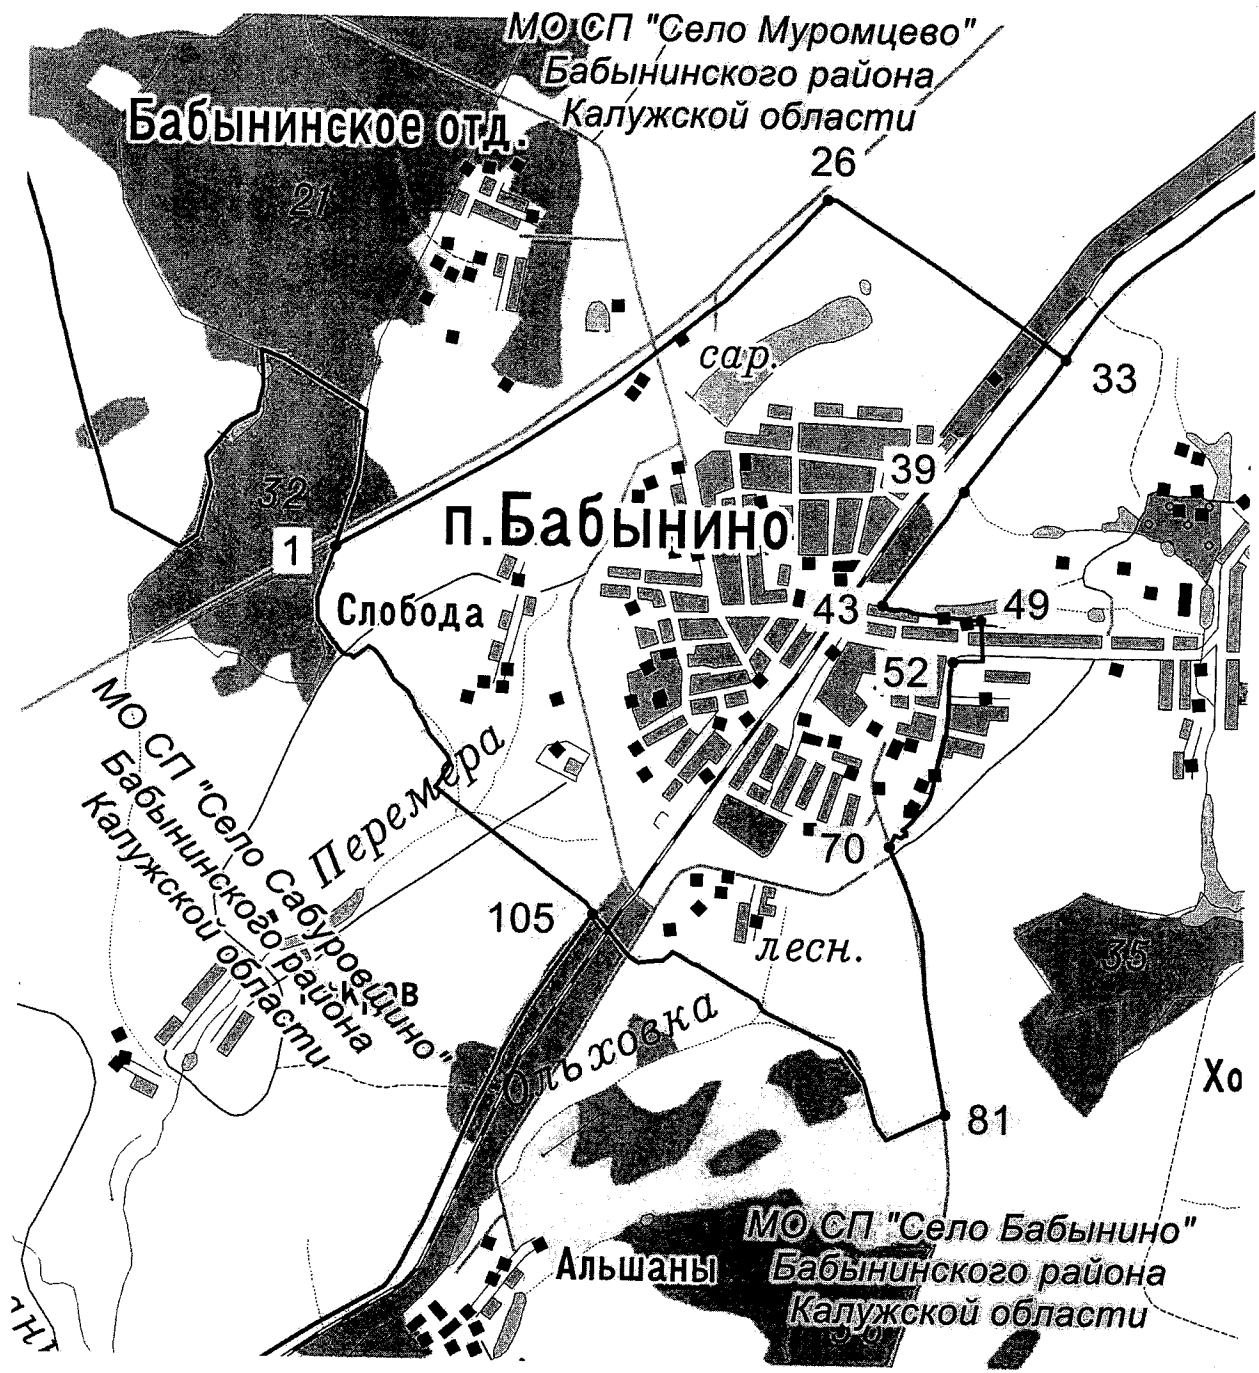 МО СП "Село Муромцево"
Бабынинского района
Калужской области
Бабынинское отд.
26
21
сар.
33
39
32
п.Бабынино
1
Слобода
43
49
52
МО СП "Село Сабуровщино"
Бабынинского района
Калужской области
Перемера
70
105
лесн.
35
Ольховка
Хо
81
МО СП "Село Бабынино"
Бабынинского района
Калужской области
Альшаны